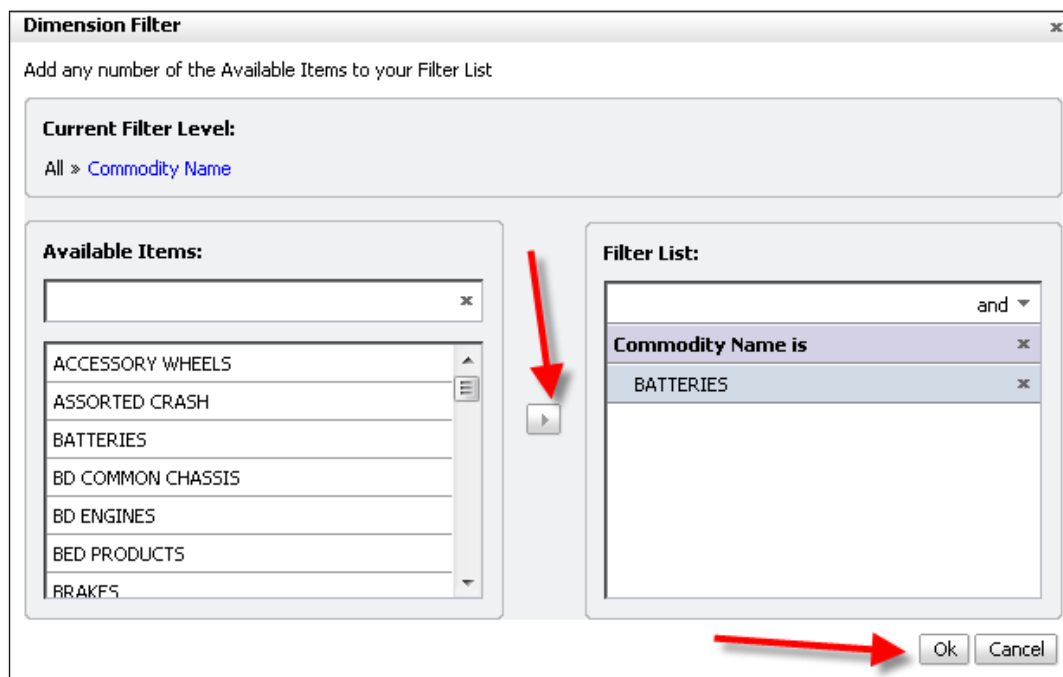 Dimension Filter
Add any number of the Available Items to your Filter List
Current Filter Level:
All » Commodity Name
Available Items:
ACCESSORY WHEELS
ASSORTED CRASH
BATTERIES
BD COMMON CHASSIS
BD ENGINES
BED PRODUCTS
BRAKES
Filter List:
and
Commodity Name is
BATTERIES
Ok Cancel